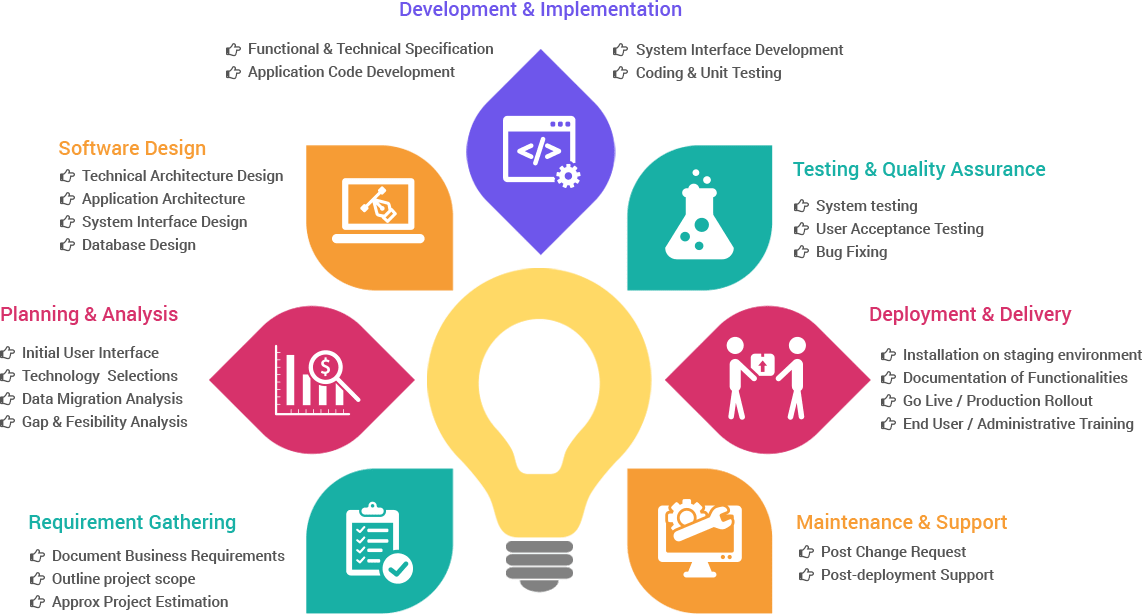 Development & Implementation
Functional & Technical Specification
Application Code Development
System Interface Development
Coding & Unit Testing
</>
Software Design
Technical Architecture Design
Application Architecture
System Interface Design
Database Design
Testing & Quality Assurance
System testing
User Acceptance Testing
Bug Fixing
Planning & Analysis
Initial User Interface
Technology  Selections
Data Migration Analysis
Gap & Fesibility Analysis
$
Deployment & Delivery
Installation on staging environment
Documentation of Functionalities
Go Live / Production Rollout
End User / Administrative Training
Requirement Gathering
Document Business Requirements
Outline project scope
Approx Project Estimation
Maintenance & Support
Post Change Request
Post-deployment Support